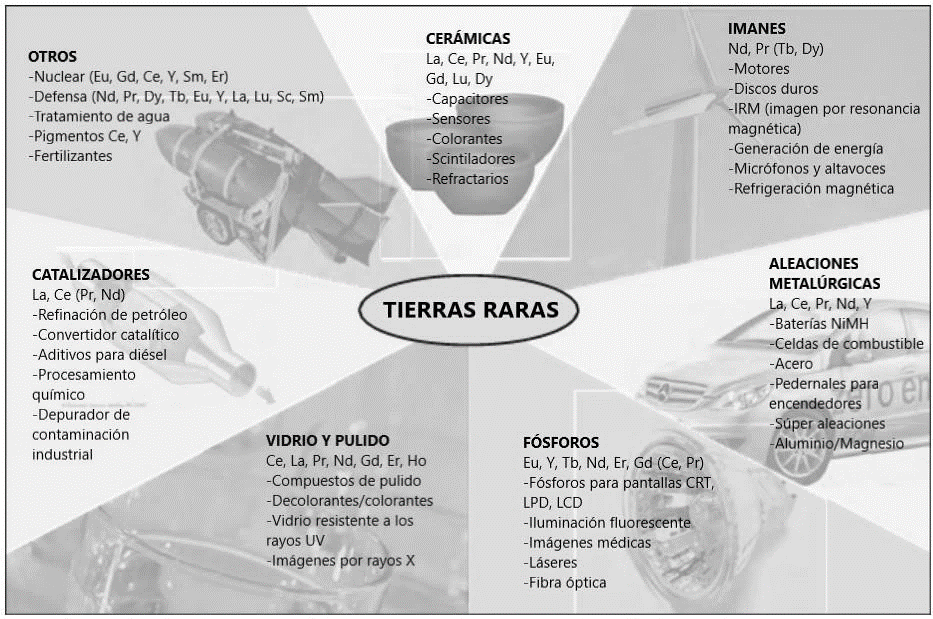 OTROS
-Nuclear (Eu, Gd, Ce, Y, Sm, Er)
-Defensa (Nd, Pr, Dy, Tb, Eu, Y, La, Lu, Sc, Sm)
-Tratamiento de agua
-Pigmentos Ce, Y
-Fertilizantes
CERÁMICAS
La, Ce, Pr, Nd, Y, Eu,
Gd, Lu, Dy
-Capacitores
-Sensores
-Colorantes
-Scintiladores
-Refractarios
IMANES
Nd, Pr (Tb, Dy)
-Motores
-Discos duros
-IRM (imagen por resonancia
magnética)
-Generación de energía
-Micrófonos y altavoces
-Refrigeración magnética
CATALIZADORES
La, Ce (Pr, Nd)
-Refinación de petróleo
-Convertidor catalítico
-Aditivos para diésel
-Procesamiento
químico
-Depurador de
contaminación
industrial
TIERRAS RARAS
ALEACIONES
METALÚRGICAS
La, Ce, Pr, Nd, Y
-Baterías NiMH
-Celdas de combustible
-Acero
-Pedernales para
encendedores
-Súper aleaciones
-Aluminio/Magnesio
VIDRIO Y PULIDO
Ce, La, Pr, Nd, Gd, Er, Ho
-Compuestos de pulido
-Decolorantes/colorantes
-Vidrio resistente a los
rayos UV
-Imágenes por rayos X
FÓSFOROS
Eu, Y, Tb, Nd, Er, Gd (Ce, Pr)
-Fósforos para pantallas CRT,
LPD, LCD
-Iluminación fluorescente
-Imágenes médicas
-Láseres
-Fibra óptica